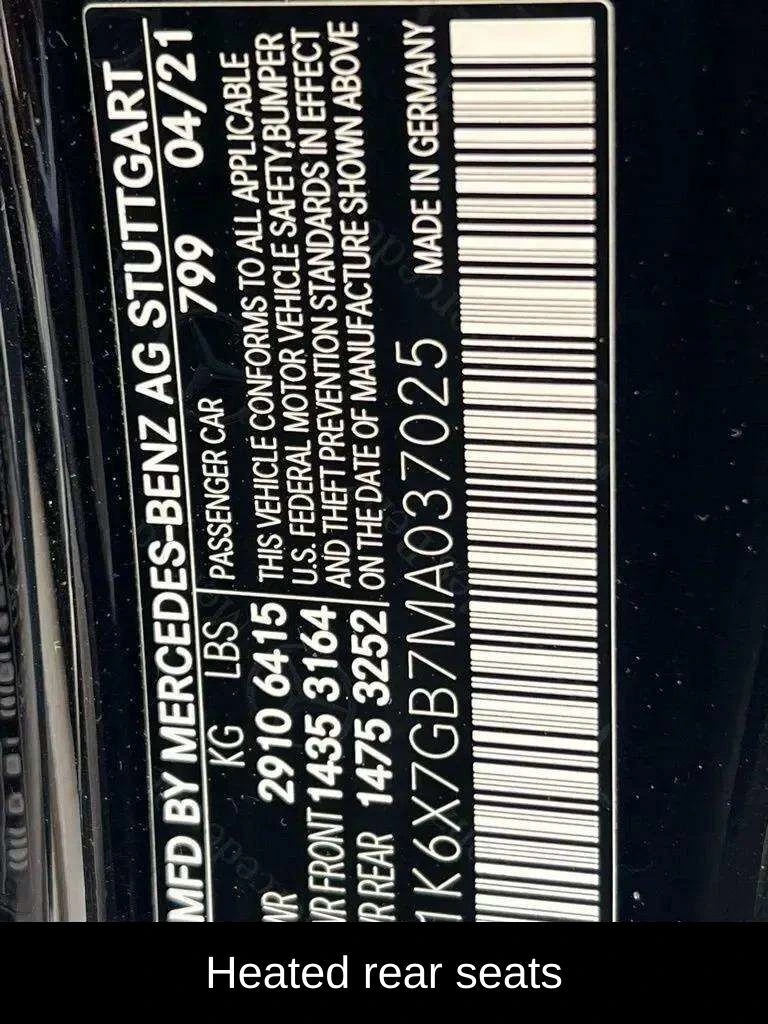 MFD BY MERCEDES-BENZ AG STUTTGART
KG LBS PASSENGER CAR 799 04/21
2910 6415
FRONT 1435 3164
REAR 1475 3252
THIS VEHICLE CONFORMS TO ALL APPLICABLE
U.S. FEDERAL MOTOR VEHICLE SAFETY,BUMPER
AND THEFT PREVENTION STANDARDS IN EFFECT
ON THE DATE OF MANUFACTURE SHOWN ABOVE
1K6X7GB7MA037025 MADE IN GERMANY
Heated rear seats